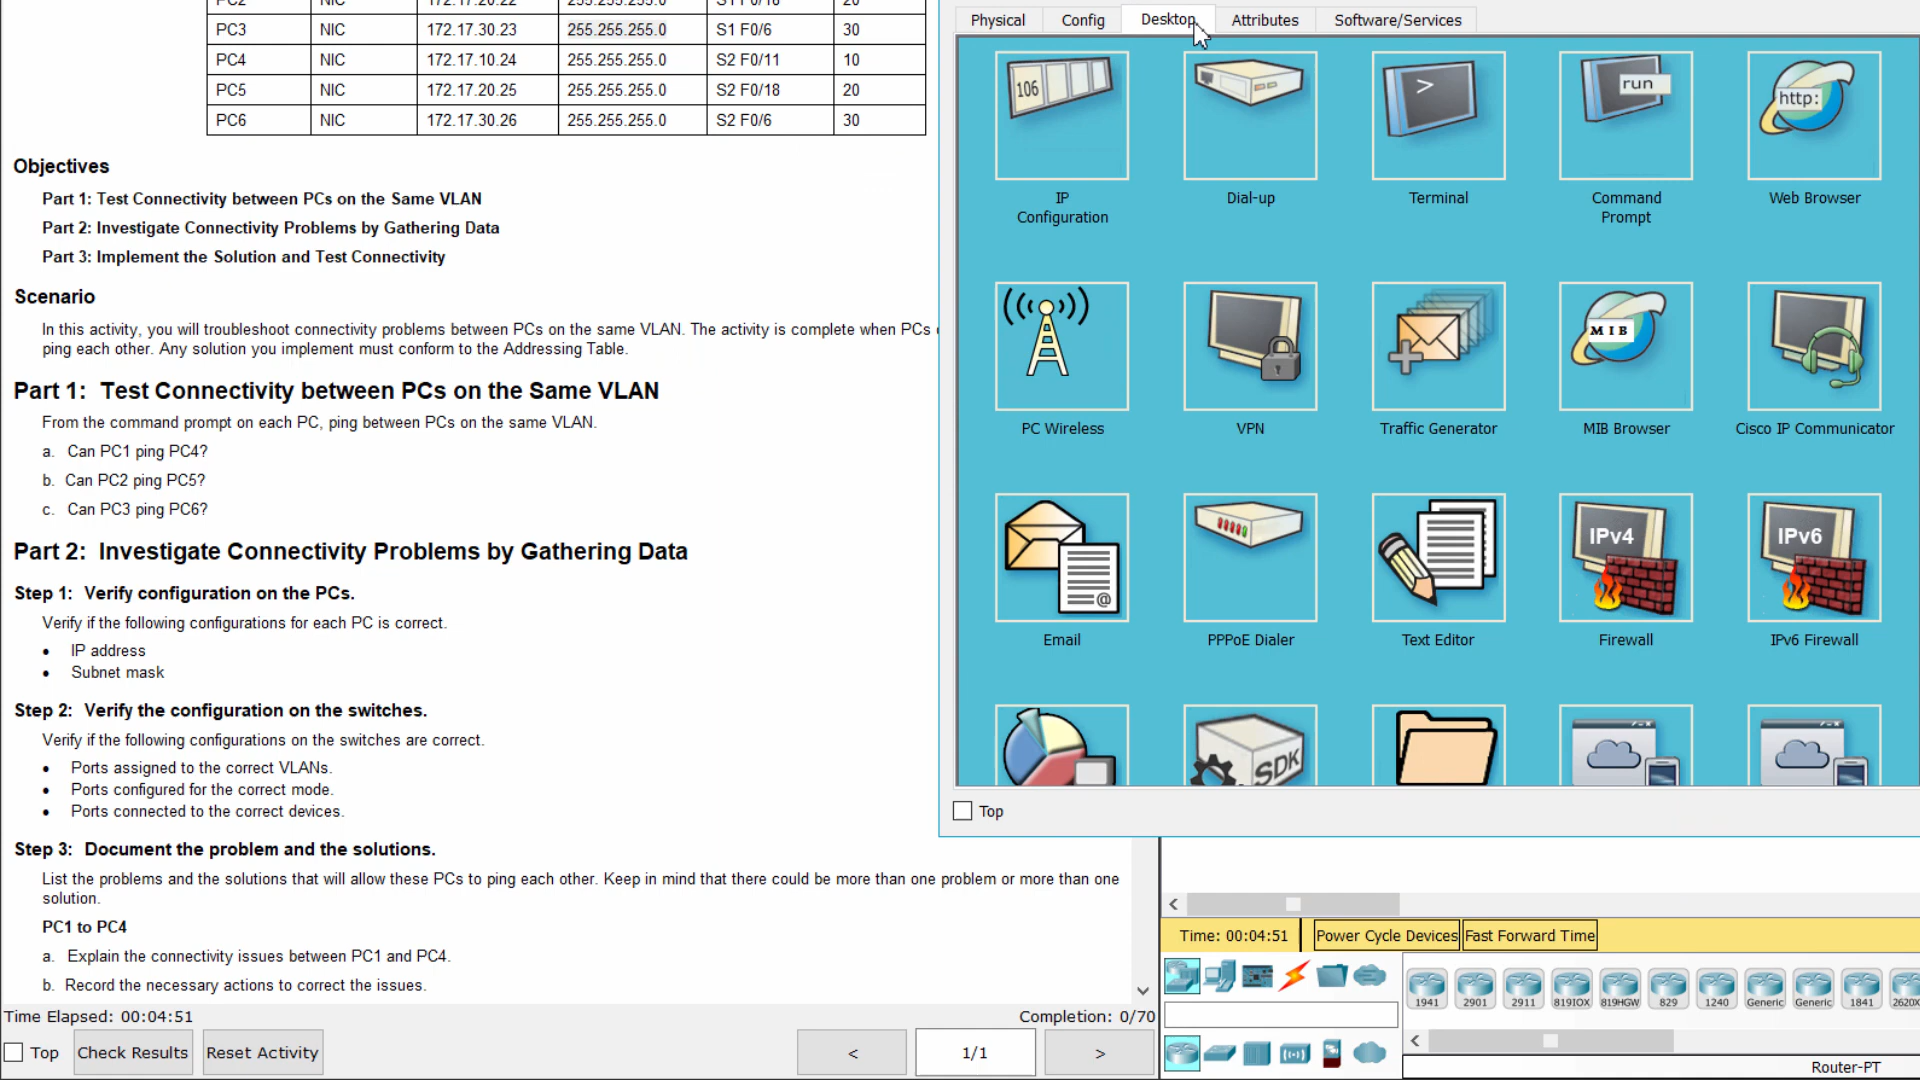 PC2 NIC 172.17.20.22 255.255.255.0 S1 F0/18 20
PC3 NIC 172.17.30.23 255.255.255.0 S1 F0/6 30
PC4 NIC 172.17.10.24 255.255.255.0 S2 F0/11 10
PC5 NIC 172.17.20.25 255.255.255.0 S2 F0/18 20
PC6 NIC 172.17.30.26 255.255.255.0 S2 F0/6 30
Objectives
Part 1: Test Connectivity between PCs on the Same VLAN
Part 2: Investigate Connectivity Problems by Gathering Data
Part 3: Implement the Solution and Test Connectivity
Scenario
In this activity, you will troubleshoot connectivity problems between PCs on the same VLAN. The activity is complete when PCs
ping each other. Any solution you implement must conform to the Addressing Table.
Part 1: Test Connectivity between PCs on the Same VLAN
From the command prompt on each PC, ping between PCs on the same VLAN.
a. Can PC1 ping PC4?
b. Can PC2 ping PC5?
c. Can PC3 ping PC6?
Part 2: Investigate Connectivity Problems by Gathering Data
Step 1: Verify configuration on the PCs.
Verify if the following configurations for each PC is correct.
• IP address
• Subnet mask
Step 2: Verify the configuration on the switches.
Verify if the following configurations on the switches are correct.
• Ports assigned to the correct VLANs.
• Ports configured for the correct mode.
• Ports connected to the correct devices.
Step 3: Document the problem and the solutions.
List the problems and the solutions that will allow these PCs to ping each other. Keep in mind that there could be more than one problem or more than one
solution.
PC1 to PC4
a. Explain the connectivity issues between PC1 and PC4.
b. Record the necessary actions to correct the issues.
Time Elapsed: 00:04:51 Completion: 0/70
Top Check Results Reset Activity < 1/1 >
Physical Config Desktop Attributes Software/Services
106 > run http:
IP Configuration
Dial-up
Terminal
Command Prompt
Web Browser
MIB
PC Wireless
VPN
Traffic Generator
MIB Browser
Cisco IP Communicator
@ IPv4 IPv6
Email
PPPoE Dialer
Text Editor
Firewall
IPv6 Firewall
SDK
Top
Time: 00:04:51 Power Cycle Devices Fast Forward Time
1941 2901 2911 819IOX 819HGW 829 1240 Generic Generic 1841 2620X
Router-PT